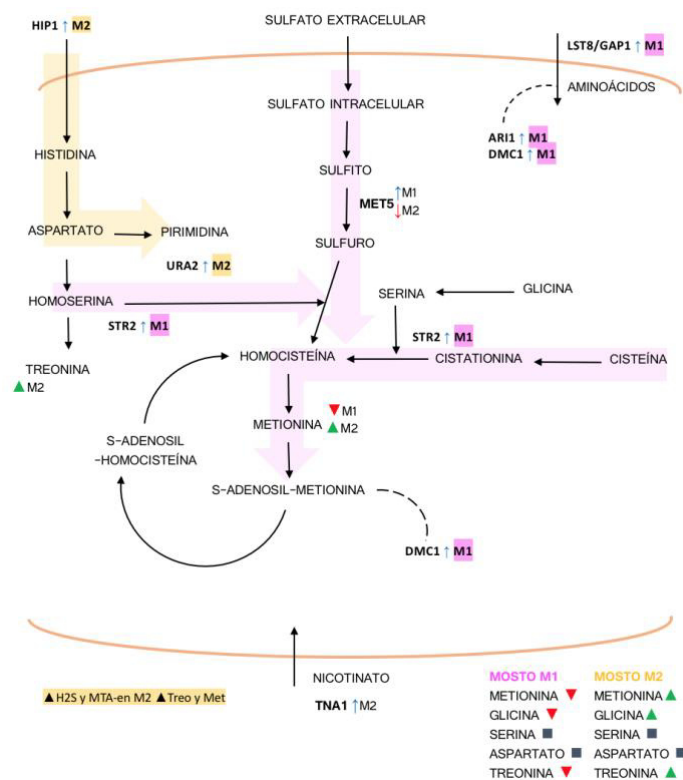 HIP1 ↑ M2
SULFATO EXTRACELULAR
LST8/GAP1 ↑ M1
AMINOÁCIDOS
SULFATO INTRACELULAR
ARI1 ↑ M1
DMC1 ↑ M1
HISTIDINA
SULFITO
MET5 ↑M1
↓M2
ASPARTATO
PIRIMIDINA
SULFURO
URA2 ↑ M2
HOMOSERINA
SERINA
GLICINA
STR2 ↑ M1
STR2 ↑ M1
TREONINA
▲M2
HOMOCISTEÍNA
CISTATIONINA
CISTEÍNA
METIONINA
▼M1
▲M2
S-ADENOSIL
-HOMOCISTEÍNA
S-ADENOSIL-METIONINA
DMC1 ↑ M1
NICOTINATO
TNA1 ↑M2
▲H2S y MTA-en M2 ▲Treo y Met
MOSTO M1
METIONINA ▼
GLICINA ▼
SERINA ■
ASPARTATO ■
TREONINA ▼
MOSTO M2
METIONINA ▲
GLICINA ▲
SERINA ■
ASPARTATO ■
TREONINA ▲